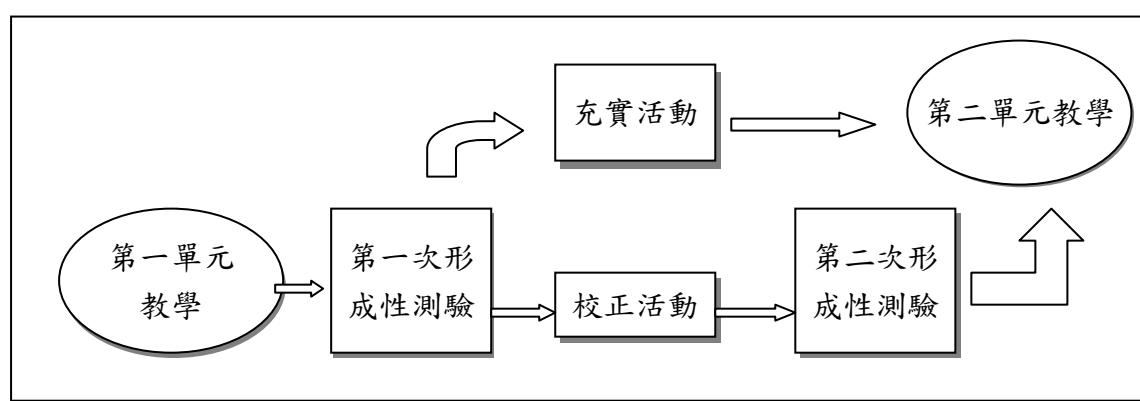 充實活動
第二單元教學
第一單元
教學
第一次形
成性測驗
校正活動
第二次形
成性測驗